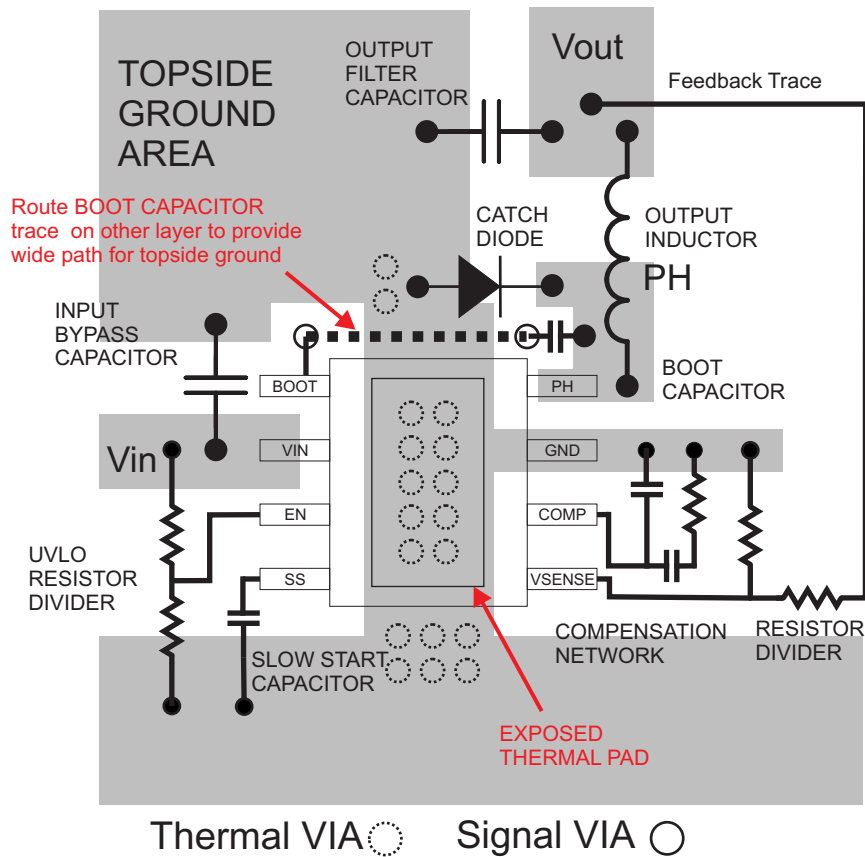 TOPSIDE
GROUND
AREA
OUTPUT
FILTER
CAPACITOR
Vout
Feedback Trace
Route BOOT CAPACITOR
trace on other layer to provide
wide path for topside ground
CATCH
DIODE
OUTPUT
INDUCTOR
PH
INPUT
BYPASS
CAPACITOR
BOOT
CAPACITOR
BOOT
PH
Vin
VIN
GND
EN
COMP
UVLO
RESISTOR
DIVIDER
SS
VSENSE
SLOW START
CAPACITOR
COMPENSATION
NETWORK
RESISTOR
DIVIDER
EXPOSED
THERMAL PAD
Thermal VIA
Signal VIA